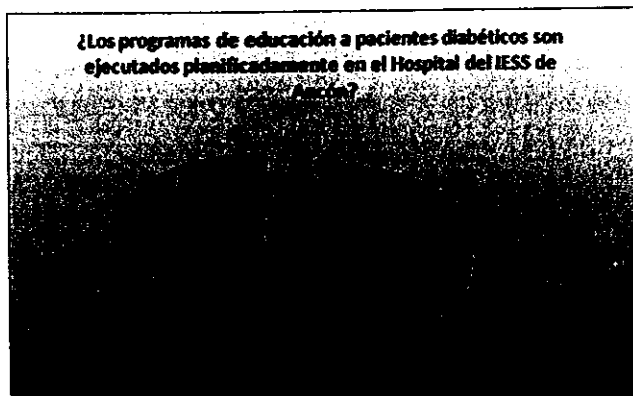 ¿Los programas de educación a pacientes diabéticos son
ejecutados planificadamente en el Hospital del IESS de
Ancón?